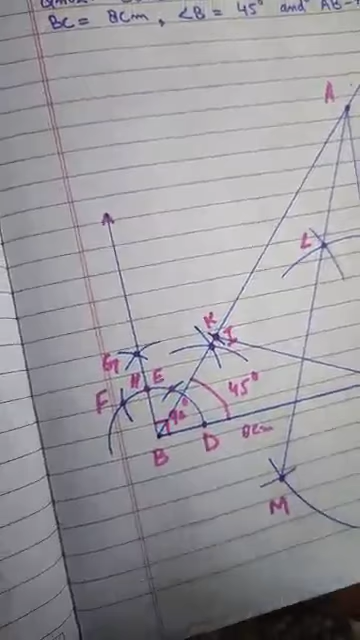 BC = 8cm, ∠B = 45° and AB-
A
L
K
I
G
H E
F
90°
45°
B
D
8cm
M